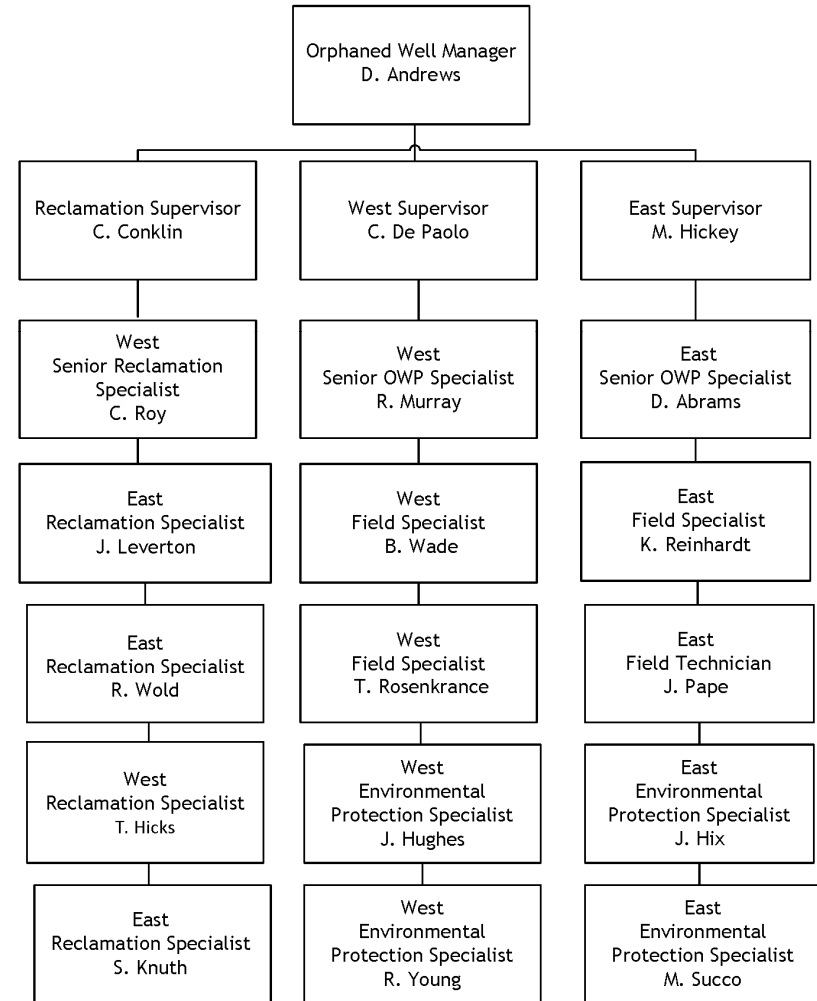 Orphaned Well Manager
D. Andrews
Reclamation Supervisor
C. Conklin
West Supervisor
C. De Paolo
East Supervisor
M. Hickey
West
Senior Reclamation
Specialist
C. Roy
West
Senior OWP Specialist
R. Murray
East
Senior OWP Specialist
D. Abrams
East
Reclamation Specialist
J. Leverton
West
Field Specialist
B. Wade
East
Field Specialist
K. Reinhardt
East
Reclamation Specialist
R. Wold
West
Field Specialist
T. Rosenkrance
East
Field Technician
J. Pape
West
Reclamation Specialist
T. Hicks
West
Environmental
Protection Specialist
J. Hughes
East
Environmental
Protection Specialist
J. Hix
East
Reclamation Specialist
S. Knuth
West
Environmental
Protection Specialist
R. Young
East
Environmental
Protection Specialist
M. Succo